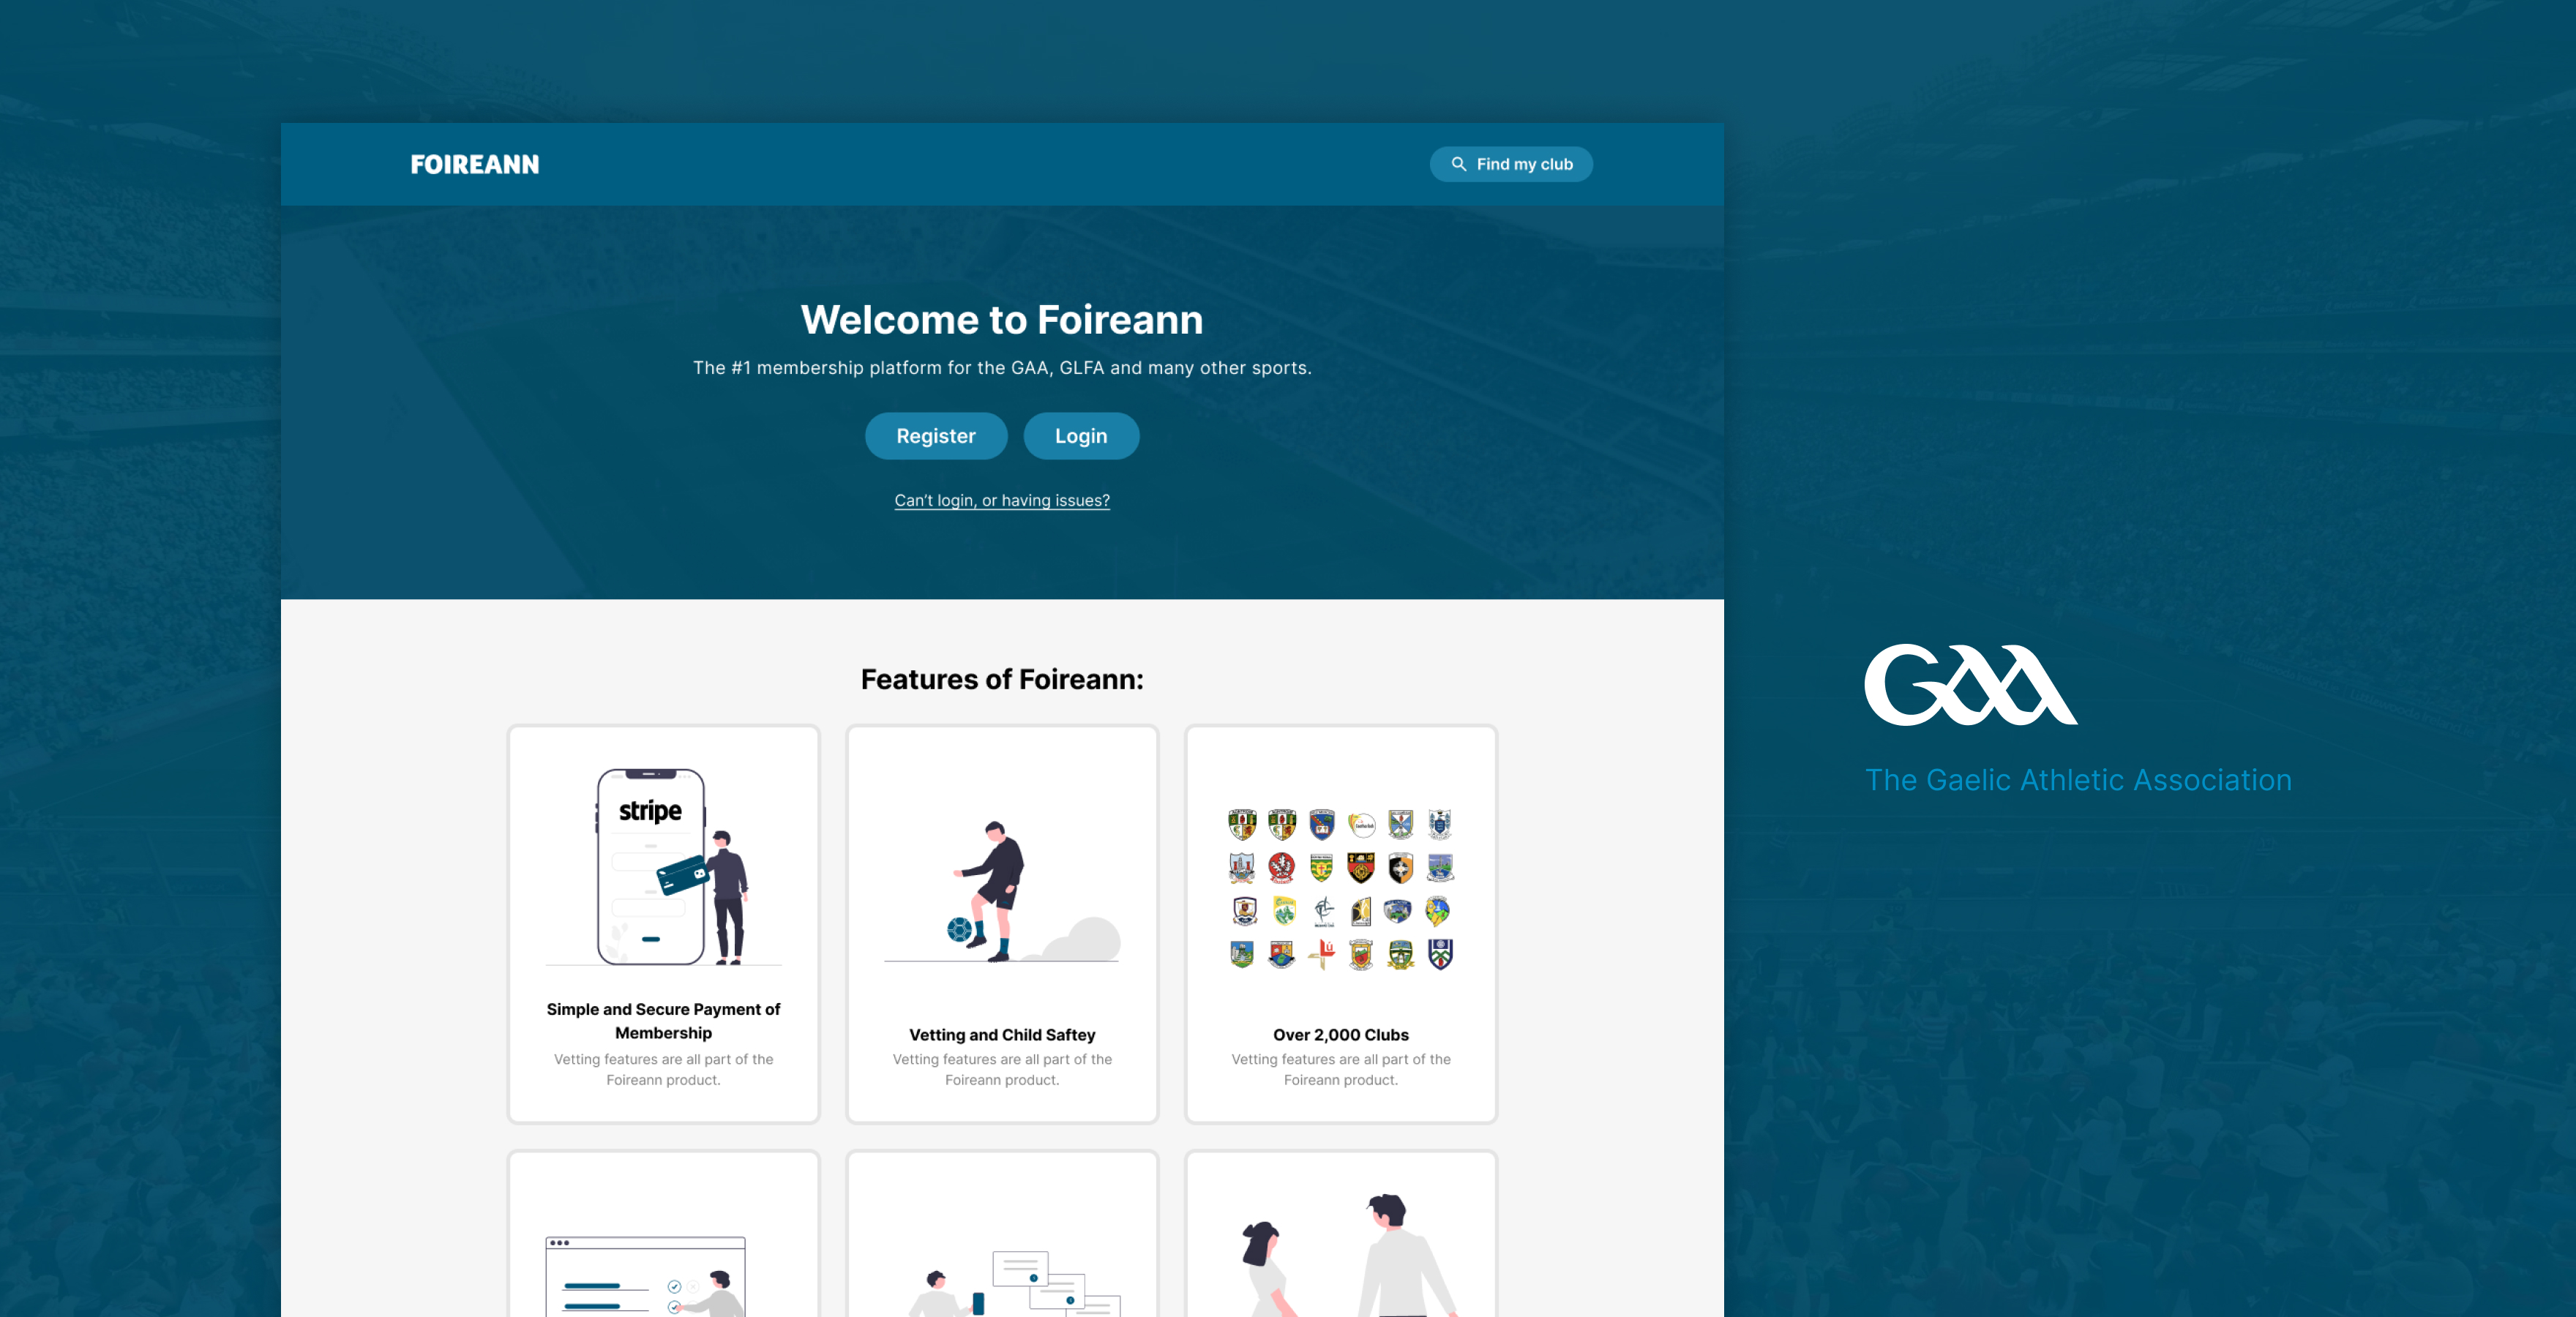 FOIREANN
Find my club
Welcome to Foireann
The #1 membership platform for the GAA, GLFA and many other sports.
Register
Login
Can't login, or having issues?
Features of Foireann:
stripe
Simple and Secure Payment of
Membership
Vetting features are all part of the
Foireann product.
Vetting and Child Saftey
Vetting features are all part of the
Foireann product.
Over 2,000 Clubs
Vetting features are all part of the
Foireann product.
GAA
The Gaelic Athletic Association